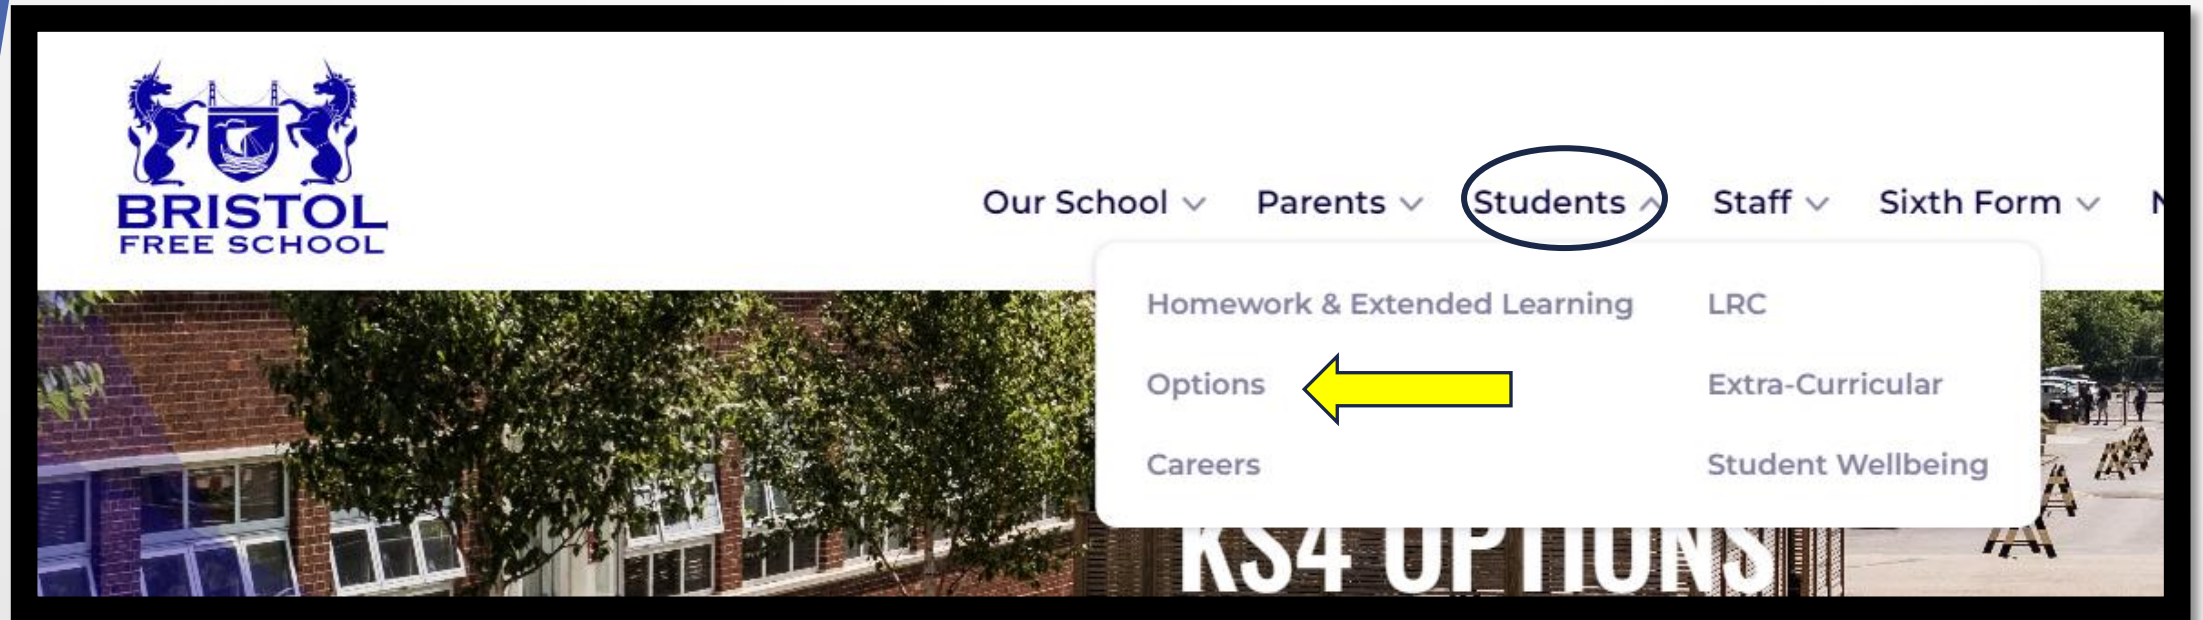 BRISTOL
FREE SCHOOL
Our School Parents Students Staff Sixth Form
Homework & Extended Learning LRC
Options Extra-Curricular
Careers Student Wellbeing
KS4 OPTIONS